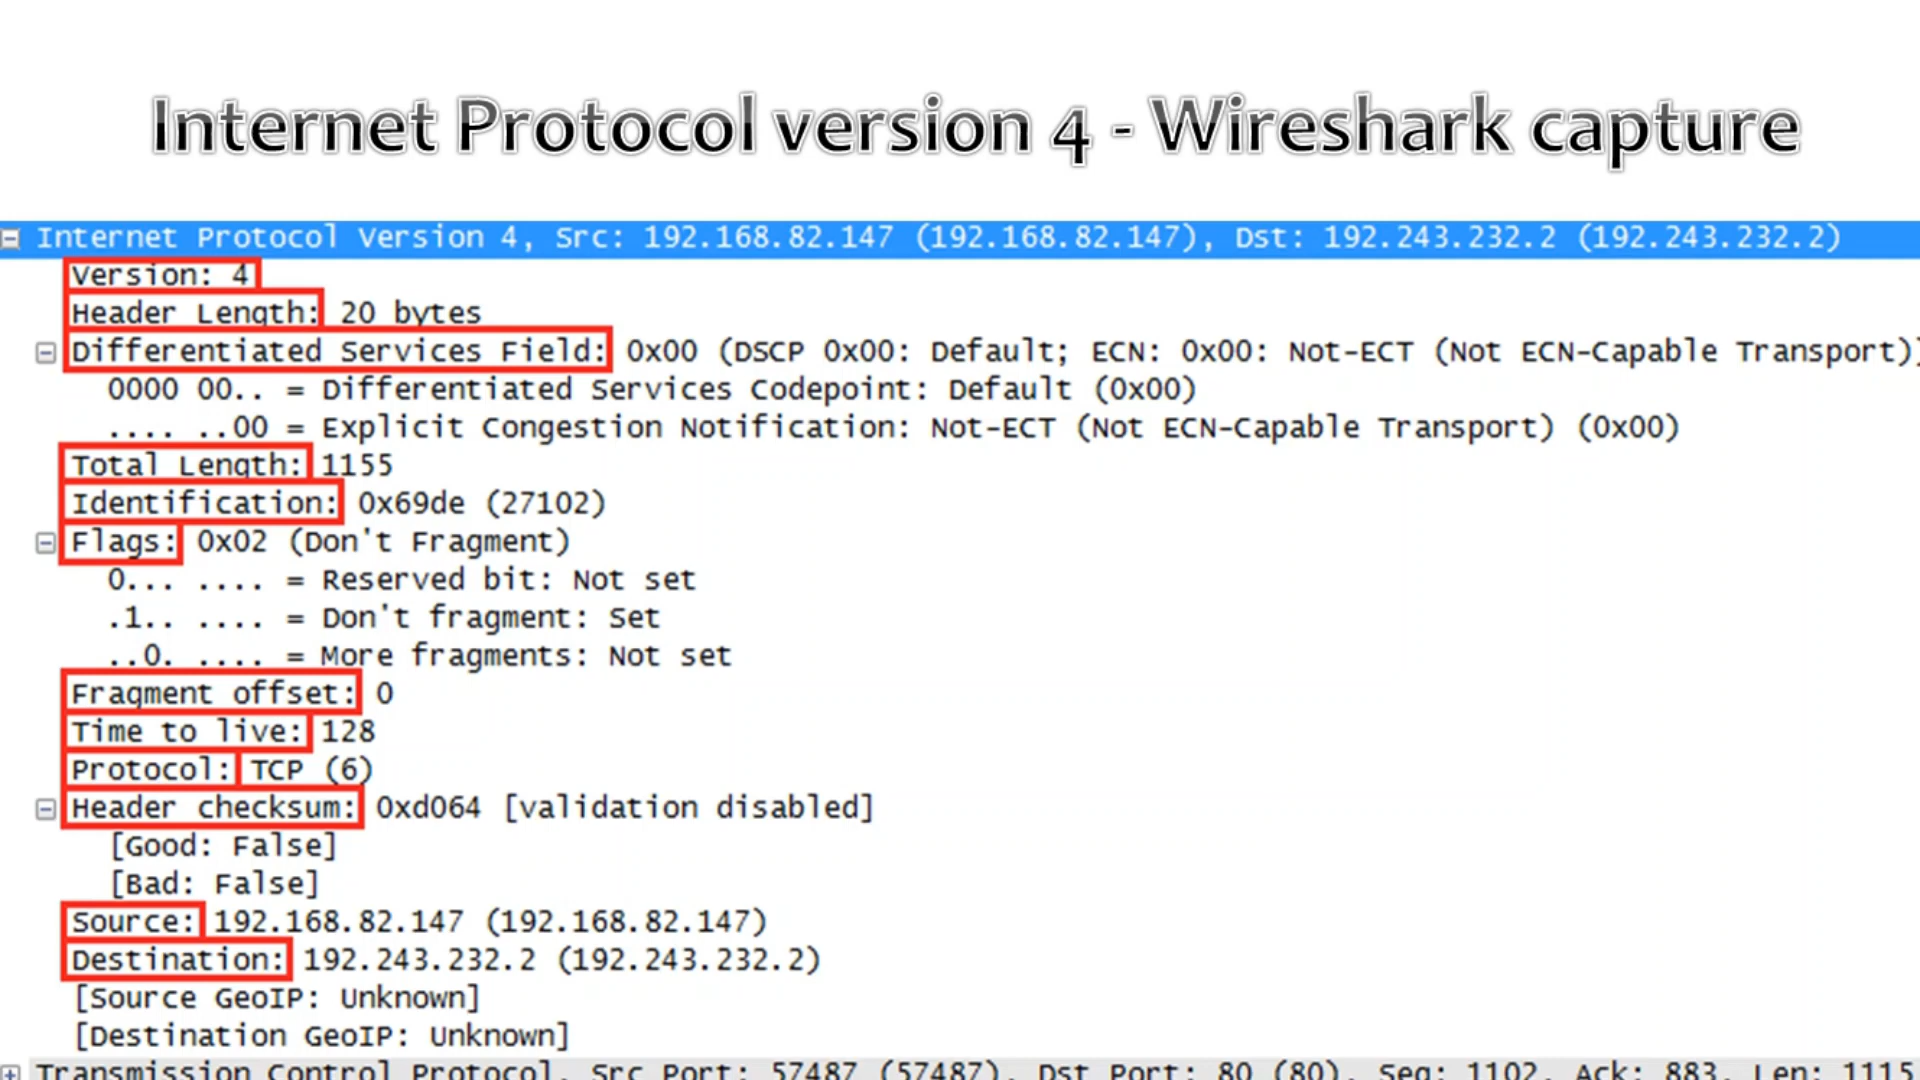 Internet Protocol version 4 - Wireshark capture
Internet Protocol Version 4, Src: 192.168.82.147 (192.168.82.147), Dst: 192.243.232.2 (192.243.232.2)
Version: 4
Header Length: 20 bytes
Differentiated Services Field: 0x00 (DSCP 0x00: Default; ECN: 0x00: Not-ECT (Not ECN-Capable Transport))
0000 00.. = Differentiated Services Codepoint: Default (0x00)
.... ..00 = Explicit Congestion Notification: Not-ECT (Not ECN-Capable Transport) (0x00)
Total Length: 1155
Identification: 0x69de (27102)
Flags: 0x02 (Don't Fragment)
0... .... = Reserved bit: Not set
.1.. .... = Don't fragment: Set
..0. .... = More fragments: Not set
Fragment offset: 0
Time to live: 128
Protocol: TCP (6)
Header checksum: 0xd064 [validation disabled]
[Good: False]
[Bad: False]
Source: 192.168.82.147 (192.168.82.147)
Destination: 192.243.232.2 (192.243.232.2)
[Source GeoIP: Unknown]
[Destination GeoIP: Unknown]
Transmission Control Protocol, Src Port: 57487 (57487), Dst Port: 80 (80), Seq: 1102, Ack: 883, Len: 1115